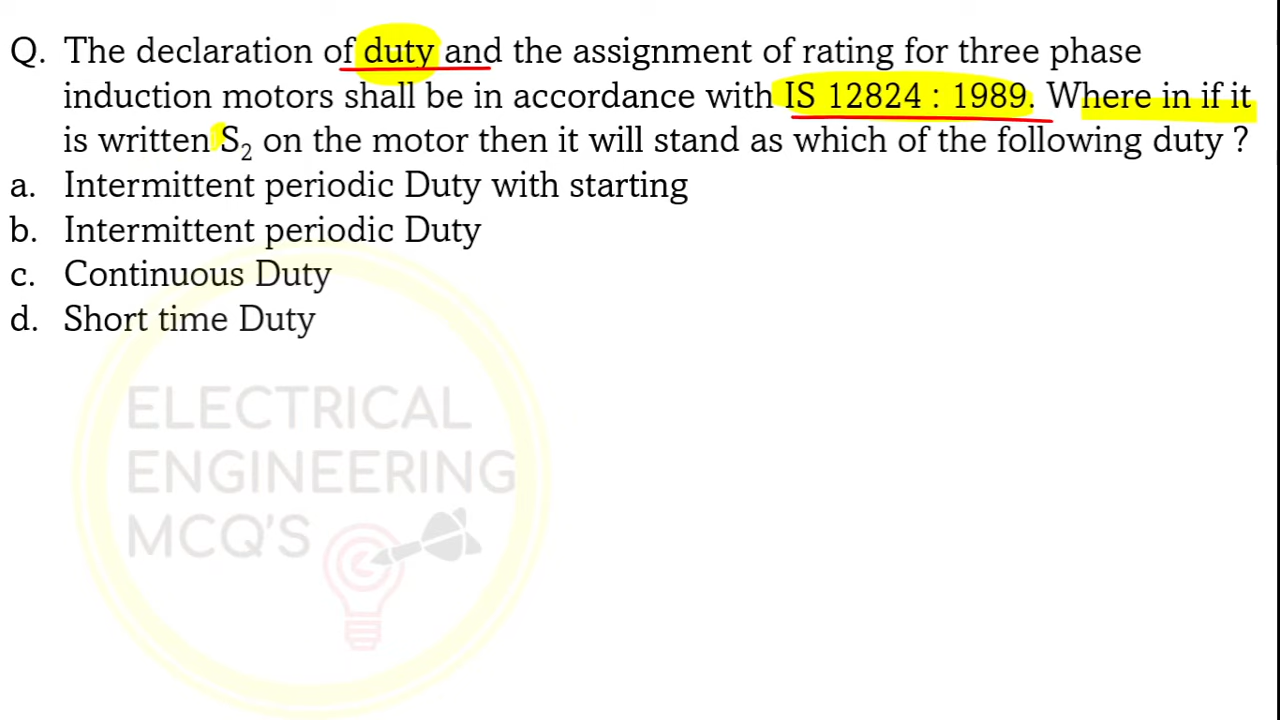 Q. The declaration of duty and the assignment of rating for three phase
induction motors shall be in accordance with IS 12824 : 1989. Where in if it
is written S₂ on the motor then it will stand as which of the following duty ?
a. Intermittent periodic Duty with starting
b. Intermittent periodic Duty
c. Continuous Duty
d. Short time Duty
ELECTRICAL
ENGINEERING
MCQ'S